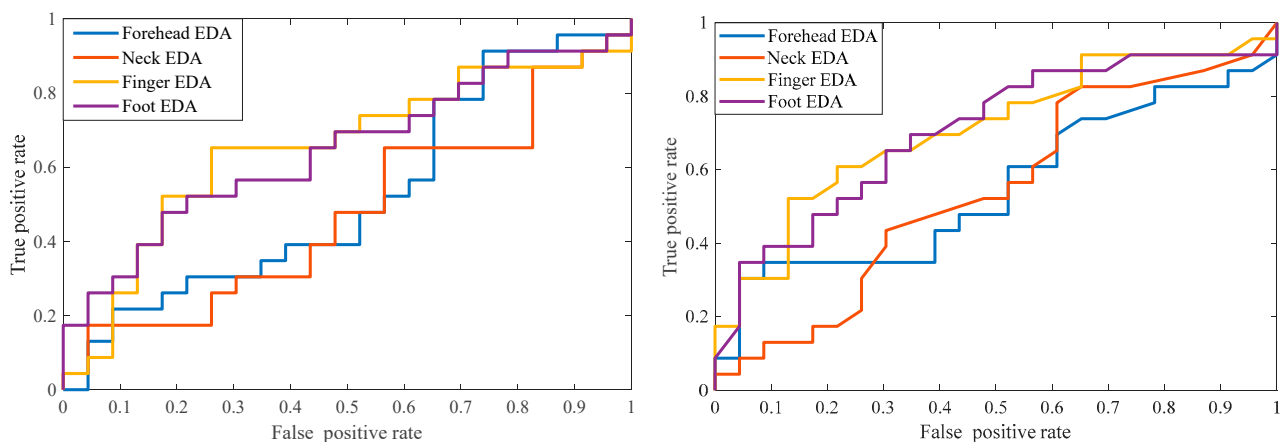 1
0.8
0.6
0.4
0.2
0
True positive rate
Forehead EDA
Neck EDA
Finger EDA
Foot EDA
0 0.1 0.2 0.3 0.4 0.5 0.6 0.7 0.8 0.9 1
False positive rate
1
0.8
0.6
0.4
0.2
0
True positive rate
Forehead EDA
Neck EDA
Finger EDA
Foot EDA
0 0.1 0.2 0.3 0.4 0.5 0.6 0.7 0.8 0.9 1
False positive rate